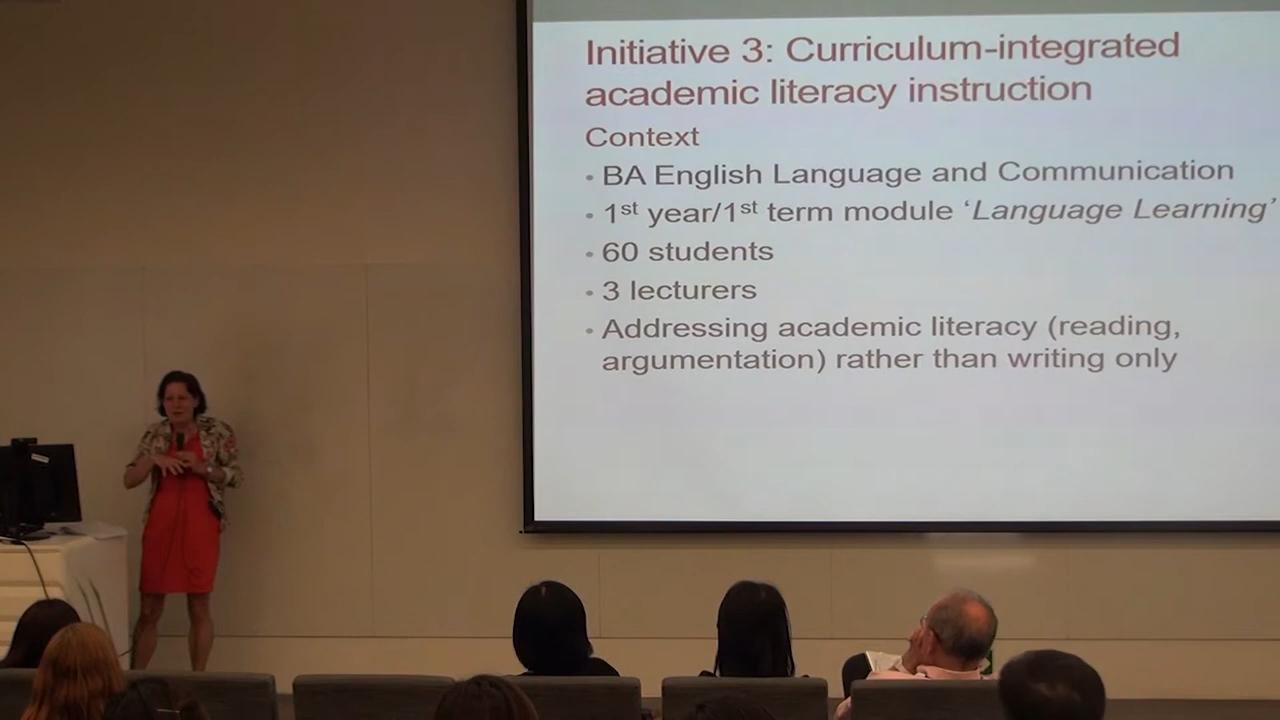 Initiative 3: Curriculum-integrated
academic literacy instruction
Context
• BA English Language and Communication
• 1st year/1st term module ‘Language Learning’
• 60 students
• 3 lecturers
• Addressing academic literacy (reading,
argumentation) rather than writing only